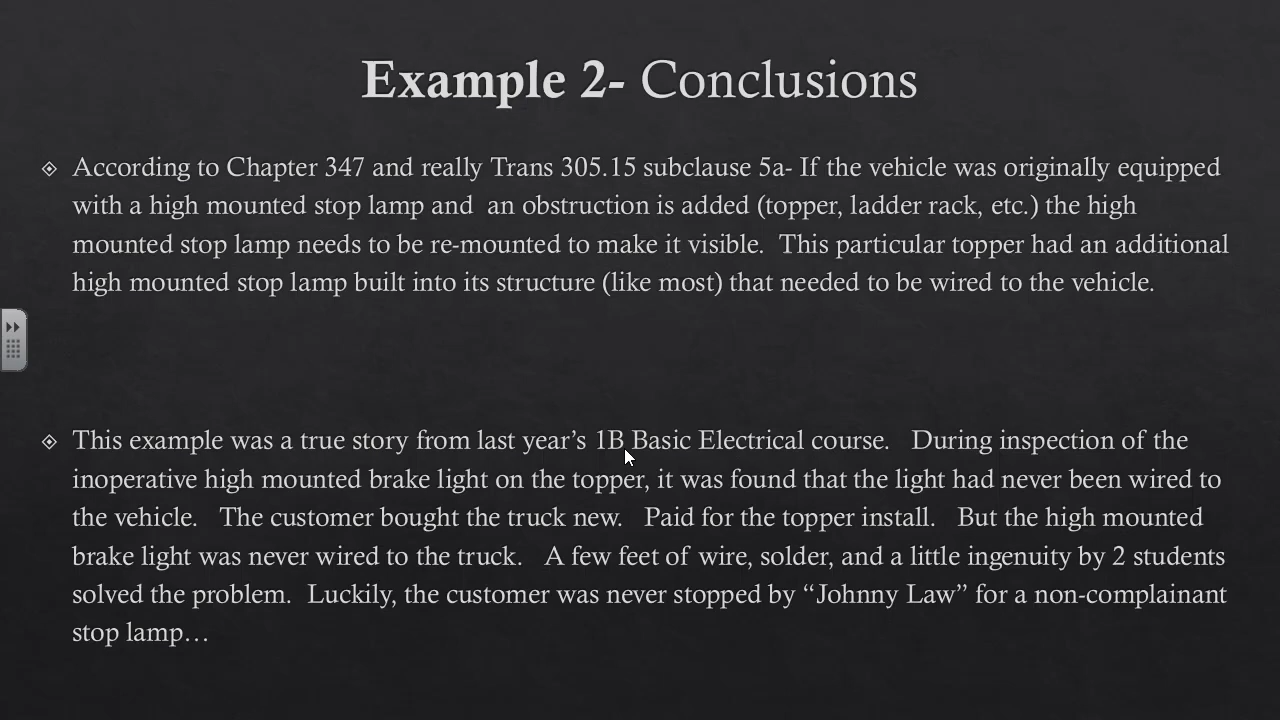 Example 2- Conclusions
According to Chapter 347 and really Trans 305.15 subclause 5a- If the vehicle was originally equipped
with a high mounted stop lamp and  an obstruction is added (topper, ladder rack, etc.) the high
mounted stop lamp needs to be re-mounted to make it visible.  This particular topper had an additional
high mounted stop lamp built into its structure (like most) that needed to be wired to the vehicle.
This example was a true story from last year’s 1B Basic Electrical course.   During inspection of the
inoperative high mounted brake light on the topper, it was found that the light had never been wired to
the vehicle.   The customer bought the truck new.   Paid for the topper install.   But the high mounted
brake light was never wired to the truck.   A few feet of wire, solder, and a little ingenuity by 2 students
solved the problem.  Luckily, the customer was never stopped by “Johnny Law” for a non-complainant
stop lamp…